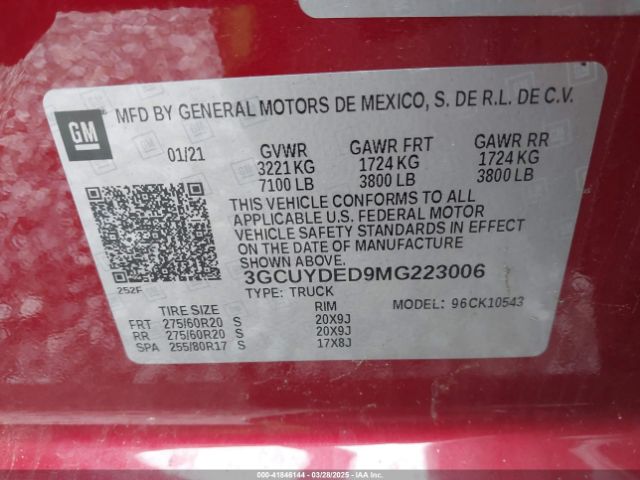 MFD BY GENERAL MOTORS DE MEXICO, S. DE R.L. DE C.V.
GM
01/21 GVWR GAWR FRT GAWR RR
3221 KG 1724 KG 1724 KG
7100 LB 3800 LB 3800 LB
THIS VEHICLE CONFORMS TO ALL
APPLICABLE U.S. FEDERAL MOTOR
VEHICLE SAFETY STANDARDS IN EFFECT
ON THE DATE OF MANUFACTURE
SHOWN ABOVE.
3GCUYDED9MG223006
252F
TYPE: TRUCK MODEL: 96CK10543
TIRE SIZE RIM
FRT 275/60R20 S 20X9J
RR 275/60R20 S 20X9J
SPA 255/80R17 S 17X8J
000-41846144 - 03/28/2025 - IAA, Inc.